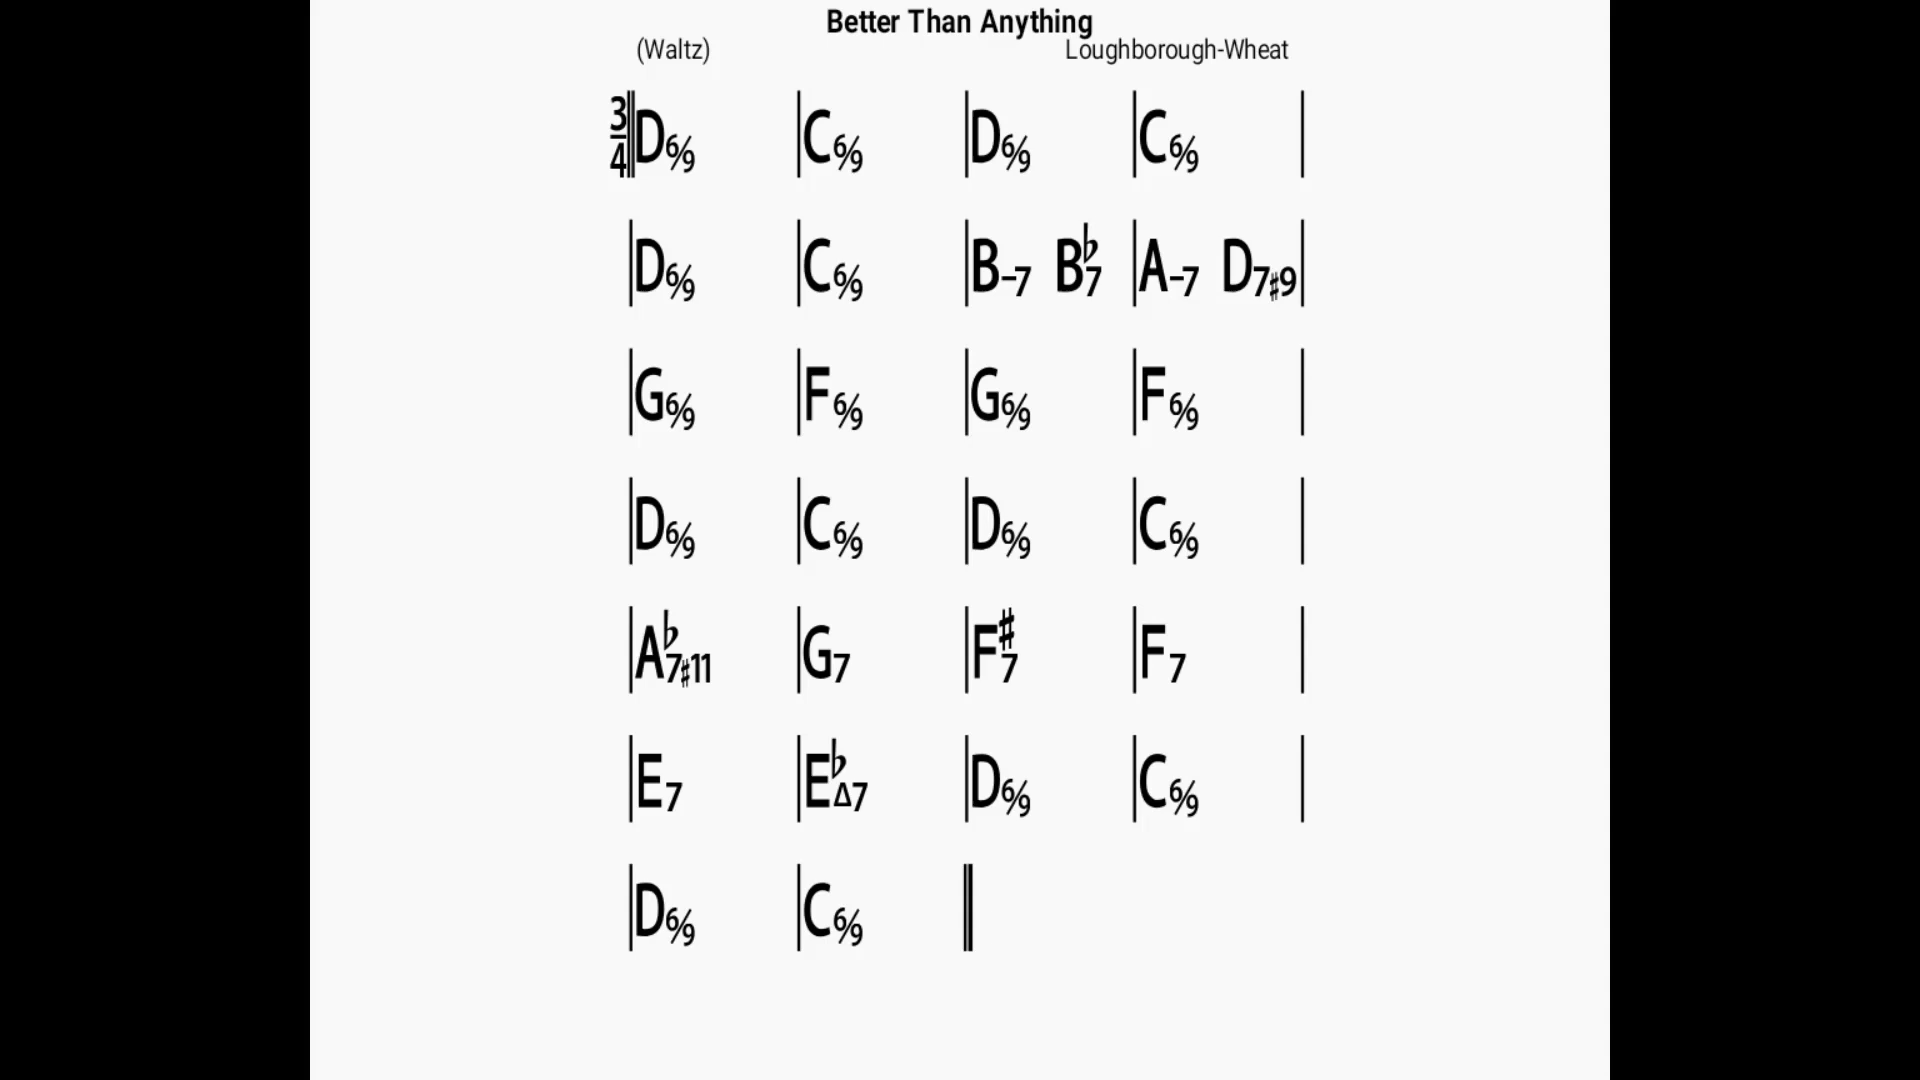 Better Than Anything
(Waltz) Loughborough-Wheat
3/4 D6/9 | C6/9 | D6/9 | C6/9 |
| D6/9 | C6/9 | B-7 B♭7 | A-7 D7♯9 |
| G6/9 | F6/9 | G6/9 | F6/9 |
| D6/9 | C6/9 | D6/9 | C6/9 |
| A♭7♯11 | G7 | F♯7 | F7 |
| E7 | E♭Δ7 | D6/9 | C6/9 |
| D6/9 | C6/9 ||